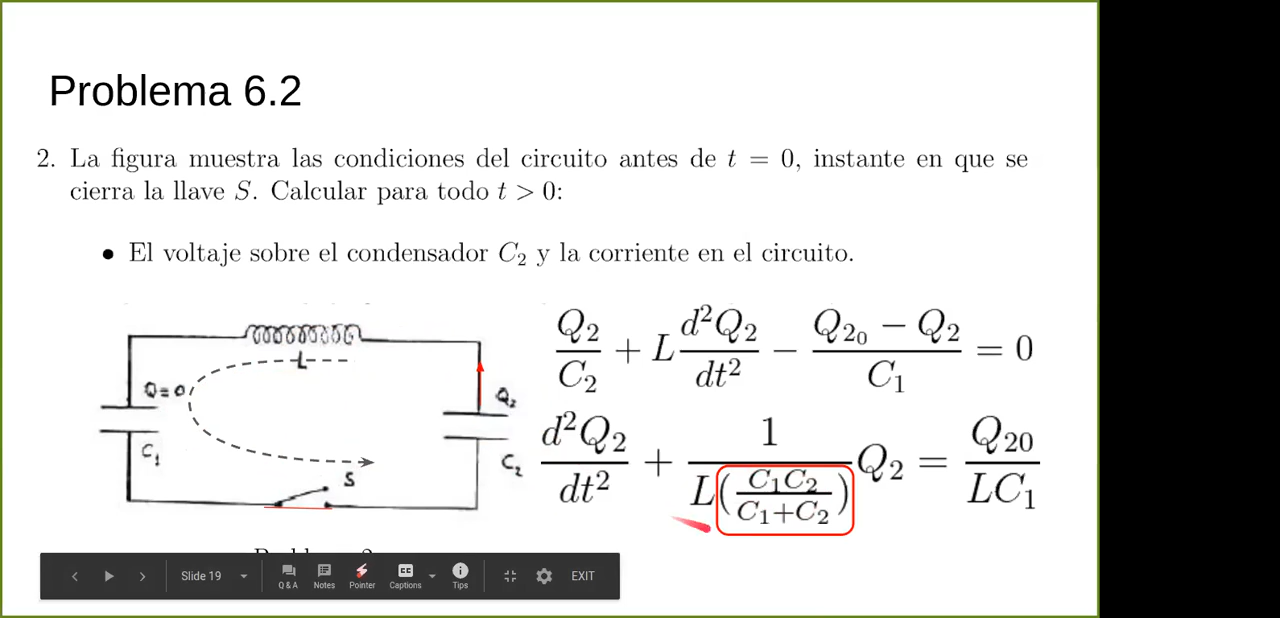 Problema 6.2
2. La figura muestra las condiciones del circuito antes de t = 0, instante en que se
cierra la llave S. Calcular para todo t > 0:
• El voltaje sobre el condensador C₂ y la corriente en el circuito.
L
Q=0
C₁
S
Q₂
C₂
Q₂/C₂ + L d²Q₂/dt² − (Q₂₀ − Q₂)/C₁ = 0
d²Q₂/dt² + 1/(L(C₁C₂/(C₁+C₂))) Q₂ = Q₂₀/(LC₁)
Slide 19
Q & A
Notes
Pointer
Captions
Tips
EXIT